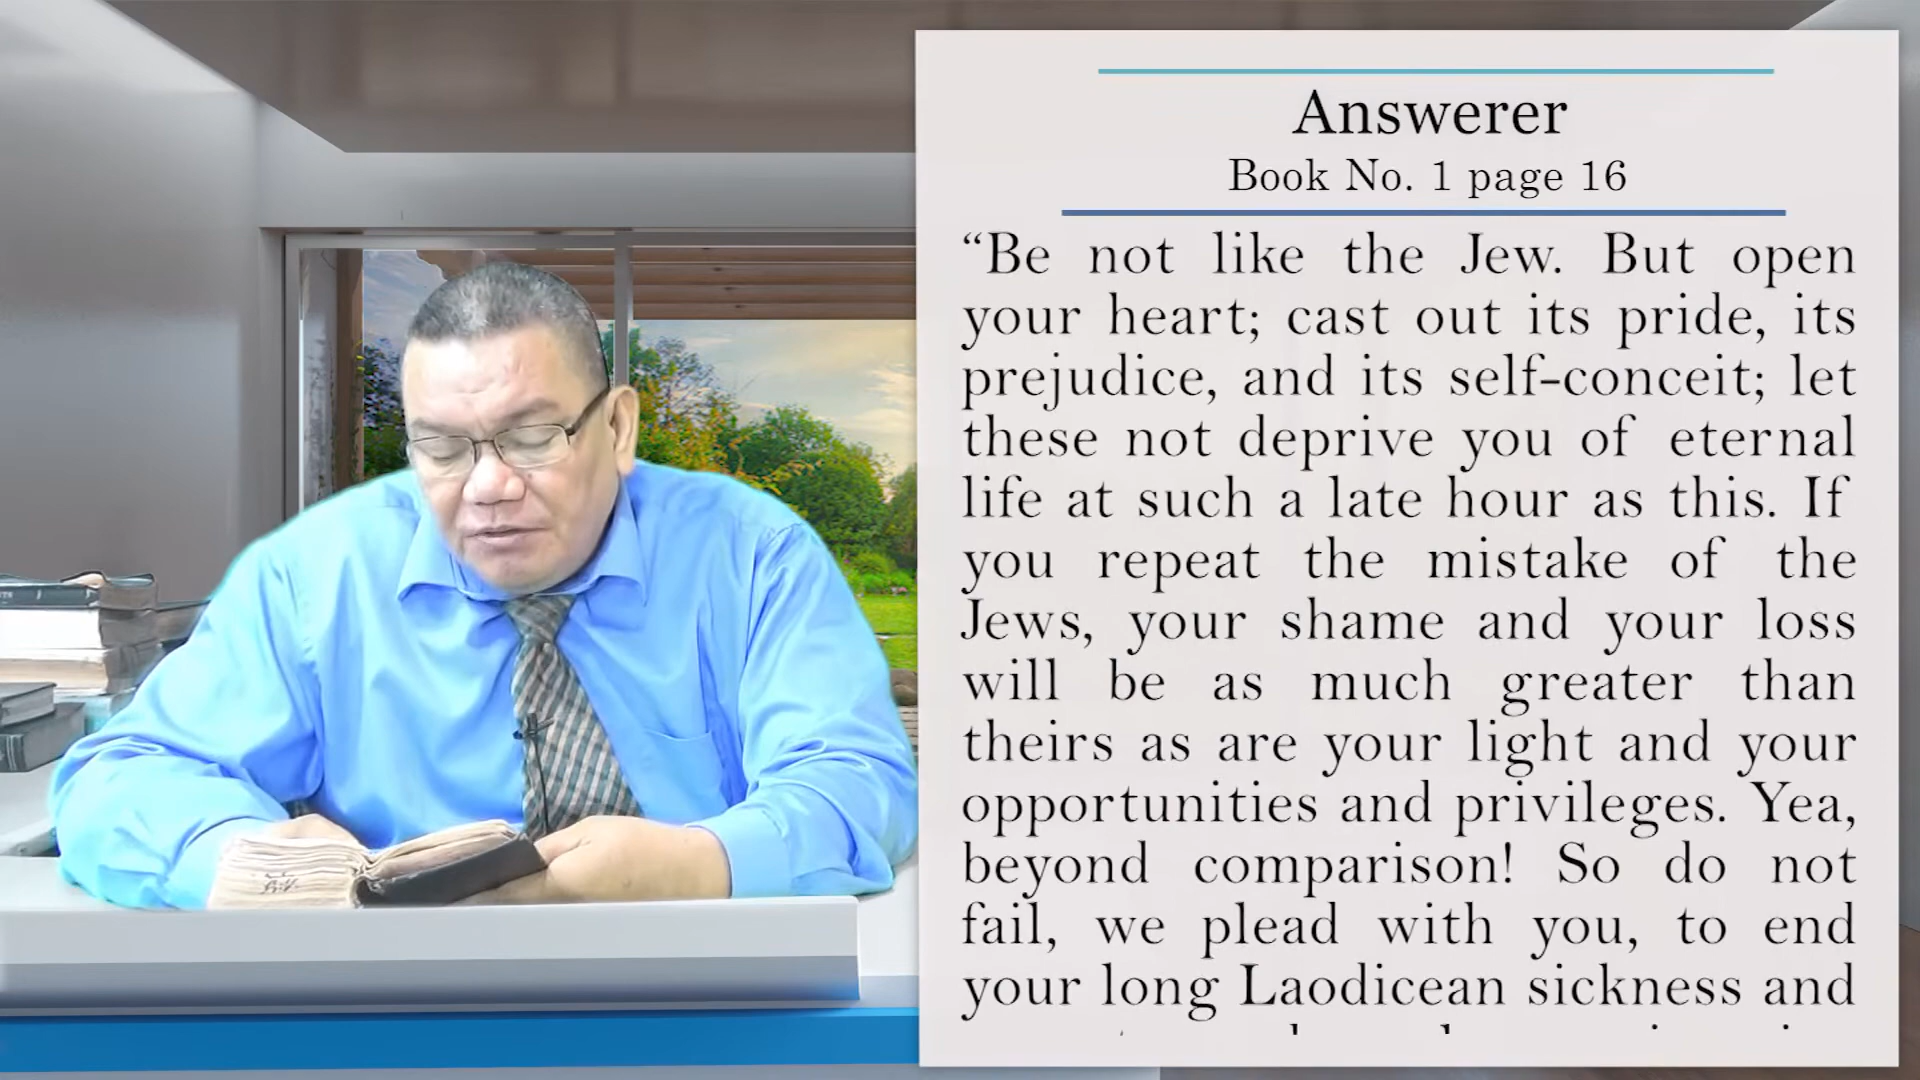 Answerer
Book No. 1 page 16
“Be not like the Jew. But open
your heart; cast out its pride, its
prejudice, and its self-conceit; let
these not deprive you of eternal
life at such a late hour as this. If
you repeat the mistake of the
Jews, your shame and your loss
will be as much greater than
theirs as are your light and your
opportunities and privileges. Yea,
beyond comparison! So do not
fail, we plead with you, to end
your long Laodicean sickness and